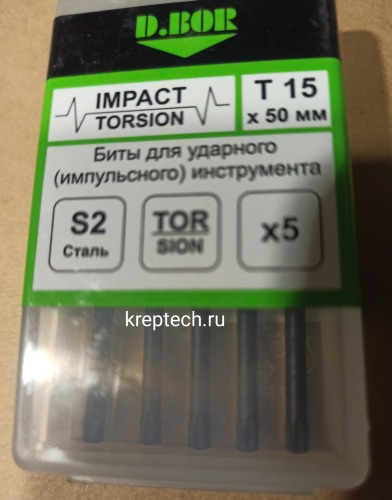 D.BOR
IMPACT
TORSION
T 15
x 50 мм
Биты для ударного
(импульсного) инструмента
S2
Сталь
TOR
SION
x5
kreptech.ru